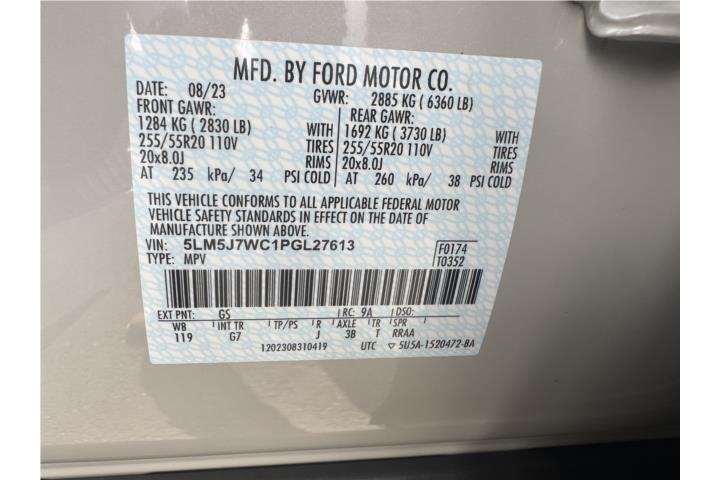 MFD. BY FORD MOTOR CO.
DATE: 08/23 GVWR: 2885 KG ( 6360 LB)
FRONT GAWR: REAR GAWR:
1284 KG ( 2830 LB) WITH 1692 KG ( 3730 LB) WITH
255/55R20 110V TIRES 255/55R20 110V TIRES
20x8.0J RIMS 20x8.0J RIMS
AT 235 kPa/ 34 PSI COLD AT 260 kPa/ 38 PSI COLD
THIS VEHICLE CONFORMS TO ALL APPLICABLE FEDERAL MOTOR
VEHICLE SAFETY STANDARDS IN EFFECT ON THE DATE OF
MANUFACTURE SHOWN ABOVE.
VIN: 5LM5J7WC1PGL27613 F0174
TYPE: MPV T0352
EXT PNT: GS RC: 9A DSO:
WB INT TR TP/PS R AXLE TR SPR
119 G7 J 3B T RRAA
1202308310419 UTC ▽ 5U5A-1520472-BA